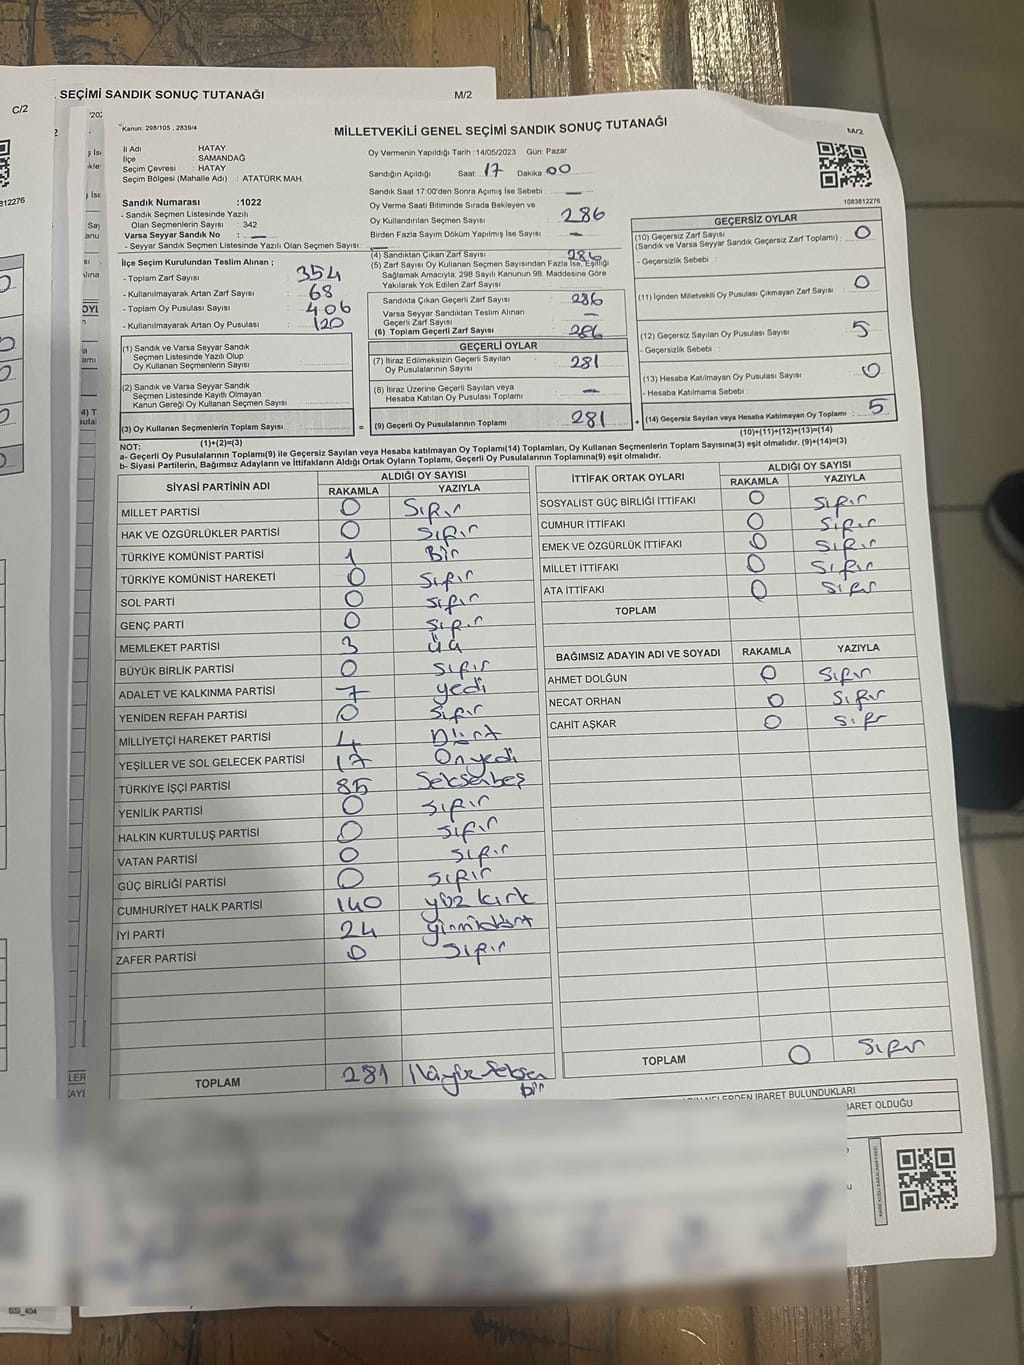 C/2
SEÇİMİ SANDIK SONUÇ TUTANAĞI M/2
Kanun: 298/105 , 2839/4
MİLLETVEKİLİ GENEL SEÇİMİ SANDIK SONUÇ TUTANAĞI
M/2
İl Adı : HATAY
İlçe : SAMANDAĞ
Seçim Çevresi : HATAY
Seçim Bölgesi (Mahalle Adı) : ATATÜRK MAH.
Oy Vermenin Yapıldığı Tarih : 14/05/2023 Gün: Pazar
Sandığın Açıldığı Saat: 17 Dakika 00
Sandık Saat 17:00'den Sonra Açımış İse Sebebi : —
Oy Verme Saati Bitiminde Sırada Bekleyen ve
Oy Kullandırılan Seçmen Sayısı : 286
Birden Fazla Sayım Döküm Yapılmış İse Sayısı : —
1083812276
Sandık Numarası :1022
- Sandık Seçmen Listesinde Yazılı
Olan Seçmenlerin Sayısı : 342
Varsa Seyyar Sandık No : —
- Seyyar Sandık Seçmen Listesinde Yazılı Olan Seçmen Sayısı: —
İlçe Seçim Kurulundan Teslim Alınan ;
- Toplam Zarf Sayısı : 354
- Kullanılmayarak Artan Zarf Sayısı : 68
- Toplam Oy Pusulası Sayısı : 406
- Kullanılmayarak Artan Oy Pusulası : 120
(1) Sandık ve Varsa Seyyar Sandık
Seçmen Listesinde Yazılı Olup
Oy Kullanan Seçmenlerin Sayısı :
(2) Sandık ve Varsa Seyyar Sandık
Seçmen Listesinde Kayıtlı Olmayan
Kanun Gereği Oy Kullanan Seçmen Sayısı :
(3) Oy Kullanan Seçmenlerin Toplam Sayısı :
(4) Sandıktan Çıkan Zarf Sayısı : 286
(5) Zarf Sayısı Oy Kullanan Seçmen Sayısından Fazla İse, Eşitliği
Sağlamak Amacıyla; 298 Sayılı Kanunun 98. Maddesine Göre
Yakılarak Yok Edilen Zarf Sayısı :
Sandıkta Çıkan Geçerli Zarf Sayısı : 286
Varsa Seyyar Sandıktan Teslim Alınan
Geçerli Zarf Sayısı : —
(6) Toplam Geçerli Zarf Sayısı : 286
GEÇERLİ OYLAR
(7) İtiraz Edilmeksizin Geçerli Sayılan
Oy Pusulalarının Sayısı : 281
(8) İtiraz Üzerine Geçerli Sayılan veya
Hesaba Katılan Oy Pusulası Toplamı : —
= (9) Geçerli Oy Pusulalarının Toplamı : 281
GEÇERSİZ OYLAR
(10) Geçersiz Zarf Sayısı
(Sandık ve Varsa Seyyar Sandık Geçersiz Zarf Toplamı) : 0
- Geçersizlik Sebebi :
(11) İçinden Milletvekili Oy Pusulası Çıkmayan Zarf Sayısı : 0
(12) Geçersiz Sayılan Oy Pusulası Sayısı : 5
- Geçersizlik Sebebi :
(13) Hesaba Katılmayan Oy Pusulası Sayısı : 0
- Hesaba Katılmama Sebebi :
+ (14) Geçersiz Sayılan veya Hesaba Katılmayan Oy Toplamı : 5
NOT: (1)+(2)=(3) (10)+(11)+(12)+(13)=(14)
a- Geçerli Oy Pusulalarının Toplamı(9) ile Geçersiz Sayılan veya Hesaba katılmayan Oy Toplamı(14) Toplamları, Oy Kullanan Seçmenlerin Toplam Sayısına(3) eşit olmalıdır. (9)+(14)=(3)
b- Siyasi Partilerin, Bağımsız Adayların ve İttifakların Aldığı Ortak Oyların Toplamı, Geçerli Oy Pusulalarının Toplamına(9) eşit olmalıdır.
SİYASİ PARTİNİN ADI ALDIĞI OY SAYISI
RAKAMLA YAZIYLA
MİLLET PARTİSİ 0 Sıfır
HAK VE ÖZGÜRLÜKLER PARTİSİ 0 Sıfır
TÜRKİYE KOMÜNİST PARTİSİ 1 Bir
TÜRKİYE KOMÜNİST HAREKETİ 0 Sıfır
SOL PARTİ 0 Sıfır
GENÇ PARTİ 0 Sıfır
MEMLEKET PARTİSİ 3 üç
BÜYÜK BİRLİK PARTİSİ 0 Sıfır
ADALET VE KALKINMA PARTİSİ 7 yedi
YENİDEN REFAH PARTİSİ 0 Sıfır
MİLLİYETÇİ HAREKET PARTİSİ 4 Dört
YEŞİLLER VE SOL GELECEK PARTİSİ 17 Onyedi
TÜRKİYE İŞÇİ PARTİSİ 85 Seksenbeş
YENİLİK PARTİSİ 0 Sıfır
HALKIN KURTULUŞ PARTİSİ 0 Sıfır
VATAN PARTİSİ 0 Sıfır
GÜÇ BİRLİĞİ PARTİSİ 0 Sıfır
CUMHURİYET HALK PARTİSİ 140 yüz kırk
İYİ PARTİ 24 yirmidört
ZAFER PARTİSİ 0 Sıfır
TOPLAM 281 İkiyüz Seksen
bir
İTTİFAK ORTAK OYLARI ALDIĞI OY SAYISI
RAKAMLA YAZIYLA
SOSYALİST GÜÇ BİRLİĞİ İTTİFAKI 0 Sıfır
CUMHUR İTTİFAKI 0 Sıfır
EMEK VE ÖZGÜRLÜK İTTİFAKI 0 Sıfır
MİLLET İTTİFAKI 0 Sıfır
ATA İTTİFAKI 0 Sıfır
TOPLAM
BAĞIMSIZ ADAYIN ADI VE SOYADI RAKAMLA YAZIYLA
AHMET DOLĞUN 0 Sıfır
NECAT ORHAN 0 Sıfır
CAHİT AŞKAR 0 Sıfır
TOPLAM 0 Sıfır
NELERDEN İBARET BULUNDUKLARI
İBARET OLDUĞU